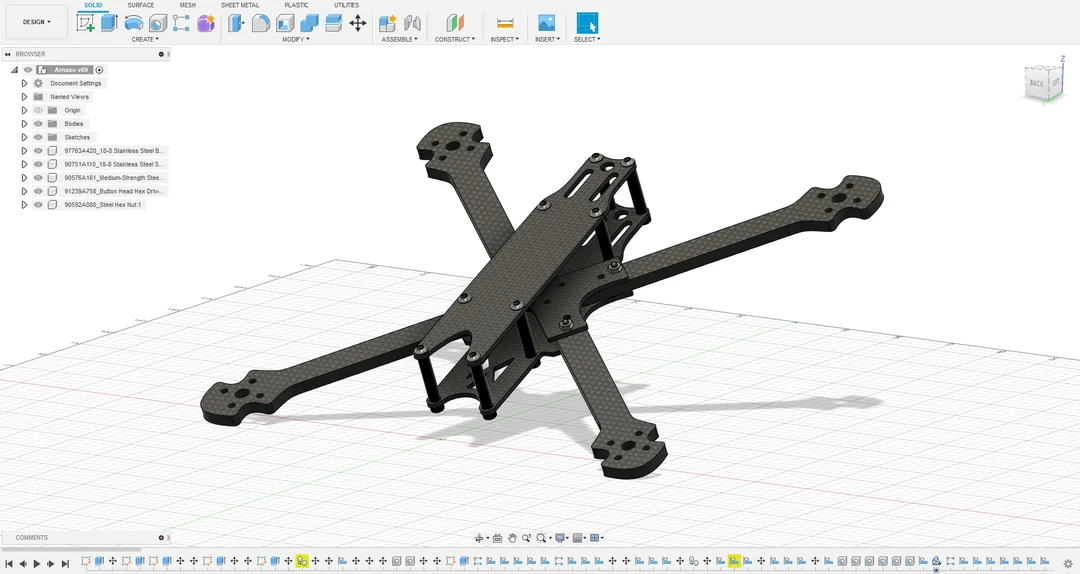 SOLID SURFACE MESH SHEET METAL PLASTIC UTILITIES
DESIGN
CREATE MODIFY ASSEMBLE CONSTRUCT INSPECT INSERT SELECT
BROWSER
Amaxo v69
Document Settings
Named Views
Origin
Bodies
Sketches
97763A420_18-8 Stainless Steel B...
90751A110_18-8 Stainless Steel S...
90576A161_Medium-Strength Stee...
91239A758_Button Head Hex Driv...
90592A080_Steel Hex Nut:1
Z
BACK
COMMENTS